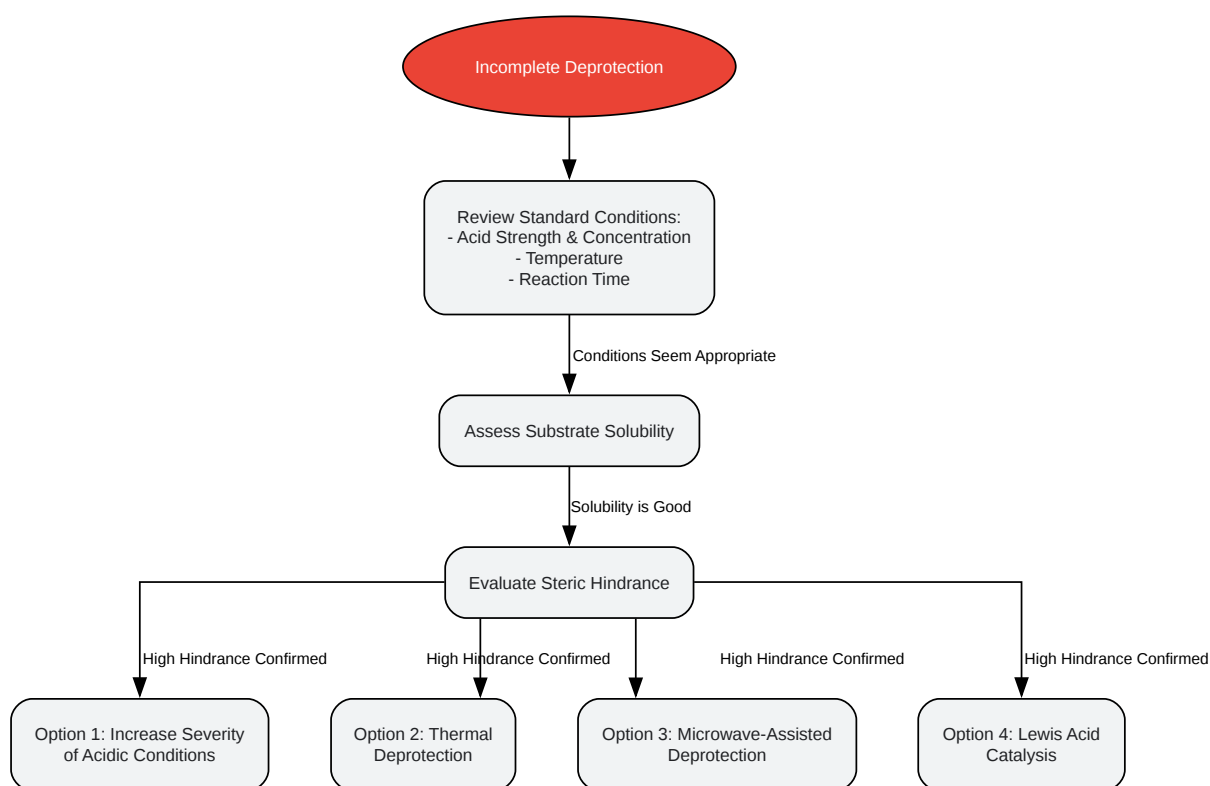 Incomplete Deprotection
Review Standard Conditions:
- Acid Strength & Concentration
- Temperature
- Reaction Time
Conditions Seem Appropriate
Assess Substrate Solubility
Solubility is Good
Evaluate Steric Hindrance
High Hindrance Confirmed
High Hindrance Confirmed
High Hindrance Confirmed
High Hindrance Confirmed
Option 1: Increase Severity
of Acidic Conditions
Option 2: Thermal
Deprotection
Option 3: Microwave-Assisted
Deprotection
Option 4: Lewis Acid
Catalysis